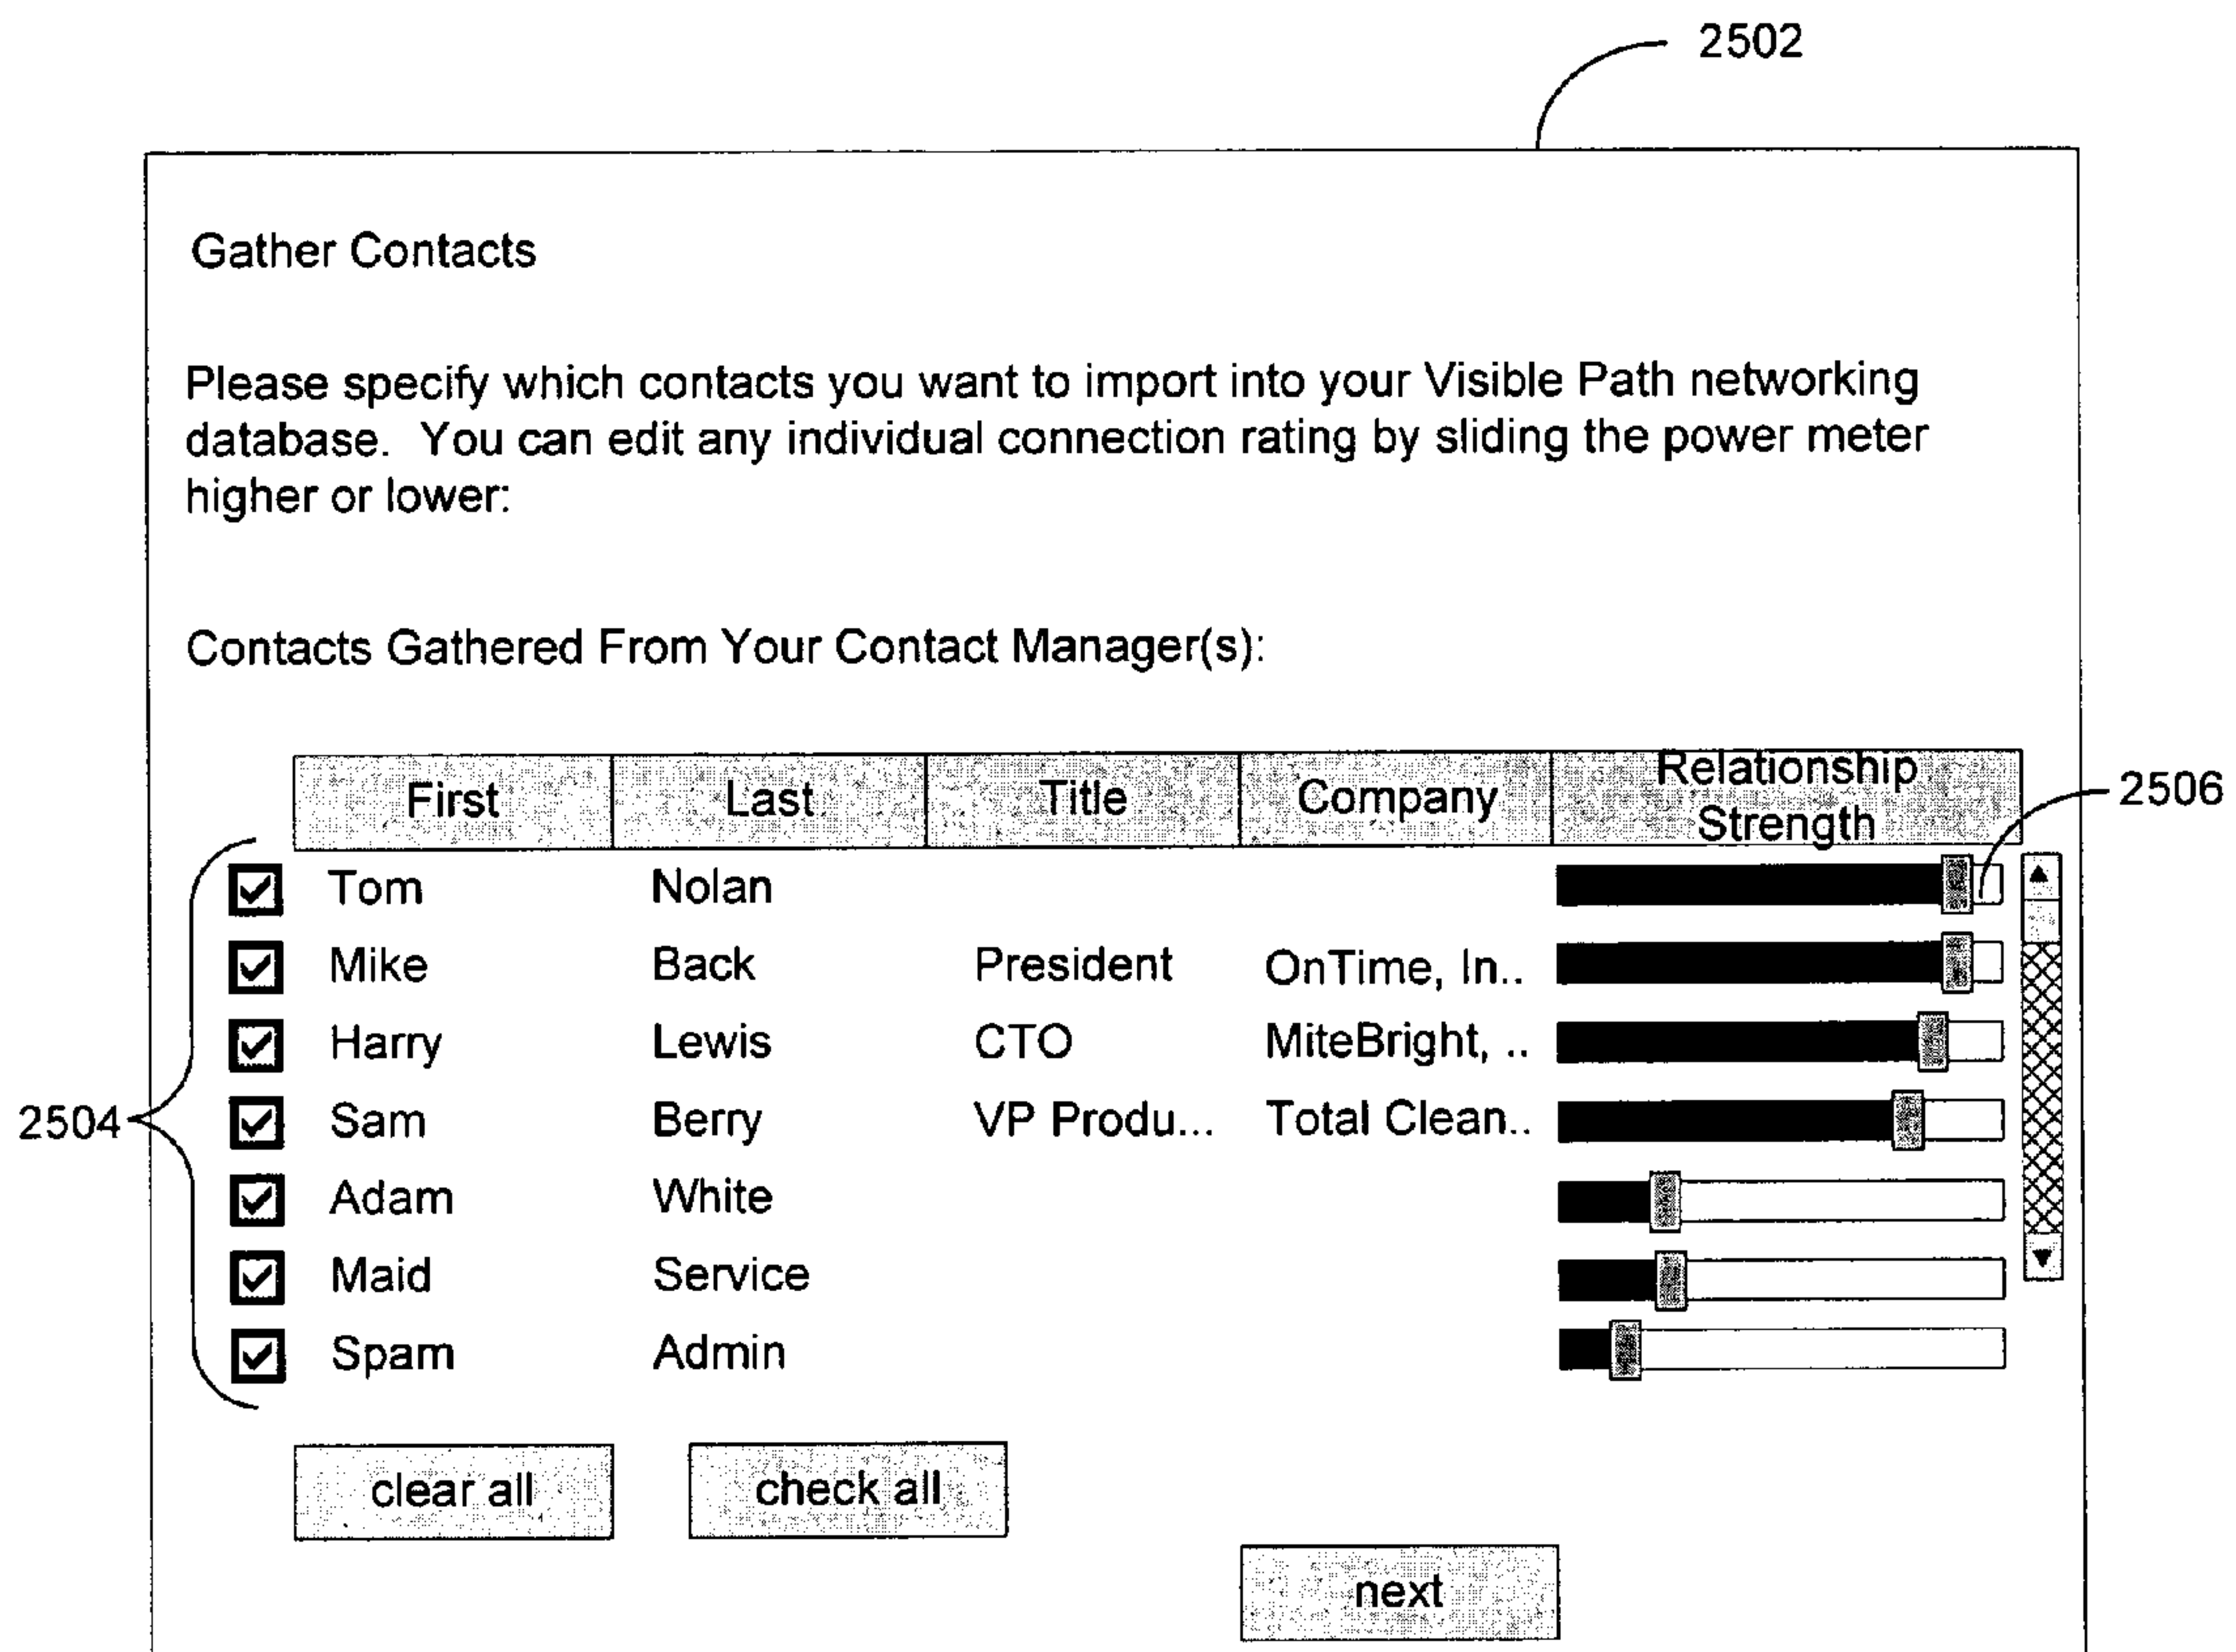 2502
Gather Contacts
Please specify which contacts you want to import into your Visible Path networking
database. You can edit any individual connection rating by sliding the power meter
higher or lower:
Contacts Gathered From Your Contact Manager(s):
First Last Title Company Relationship
Strength
2506
Tom Nolan
Mike Back President OnTime, In..
Harry Lewis CTO MiteBright, ..
2504
Sam Berry VP Produ... Total Clean..
Adam White
Maid Service
Spam Admin
clear all check all
next